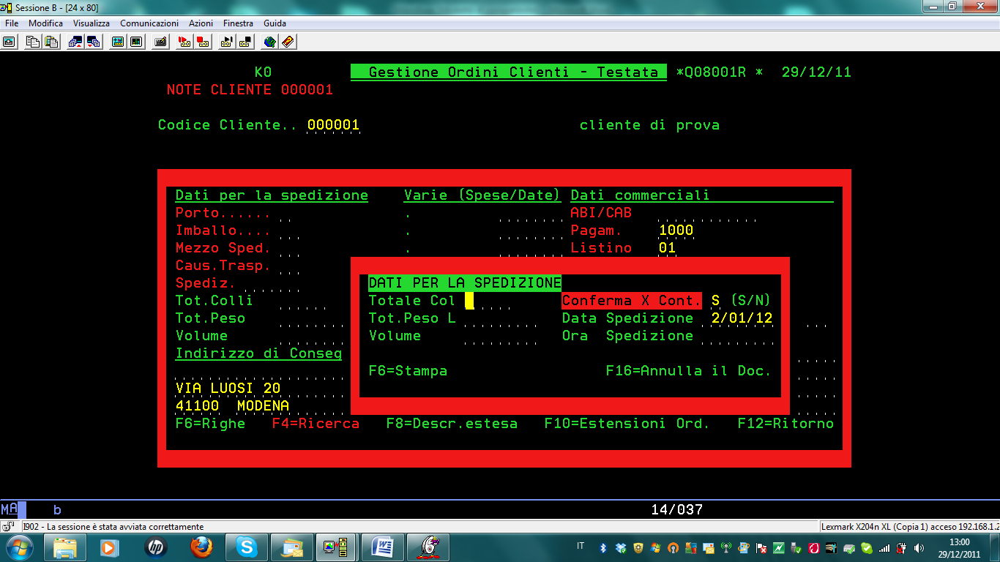 Sessione B - [24 x 80]
File Modifica Visualizza Comunicazioni Azioni Finestra Guida
K0 Gestione Ordini Clienti - Testata *Q08001R * 29/12/11
NOTE CLIENTE 000001
Codice Cliente.. 000001 cliente di prova
Dati per la spedizione Varie (Spese/Date) Dati commerciali
Porto...... . ABI/CAB
Imballo.... . Pagam. 1000
Mezzo Sped. . Listino 01
Caus.Trasp.
Spediz. DATI PER LA SPEDIZIONE
Tot.Colli Totale Col Conferma X Cont. S (S/N)
Tot.Peso Tot.Peso L Data Spedizione 2/01/12
Volume Volume Ora Spedizione
Indirizzo di Conseg
F6=Stampa F16=Annulla il Doc.
VIA LUOSI 20
41100 MODENA
F6=Righe F4=Ricerca F8=Descr.estesa F10=Estensioni Ord. F12=Ritorno
MA b 14/037
I902 - La sessione è stata avviata correttamente Lexmark X204n XL (Copia 1) acceso 192.168.1.2
IT 13:00
29/12/2011